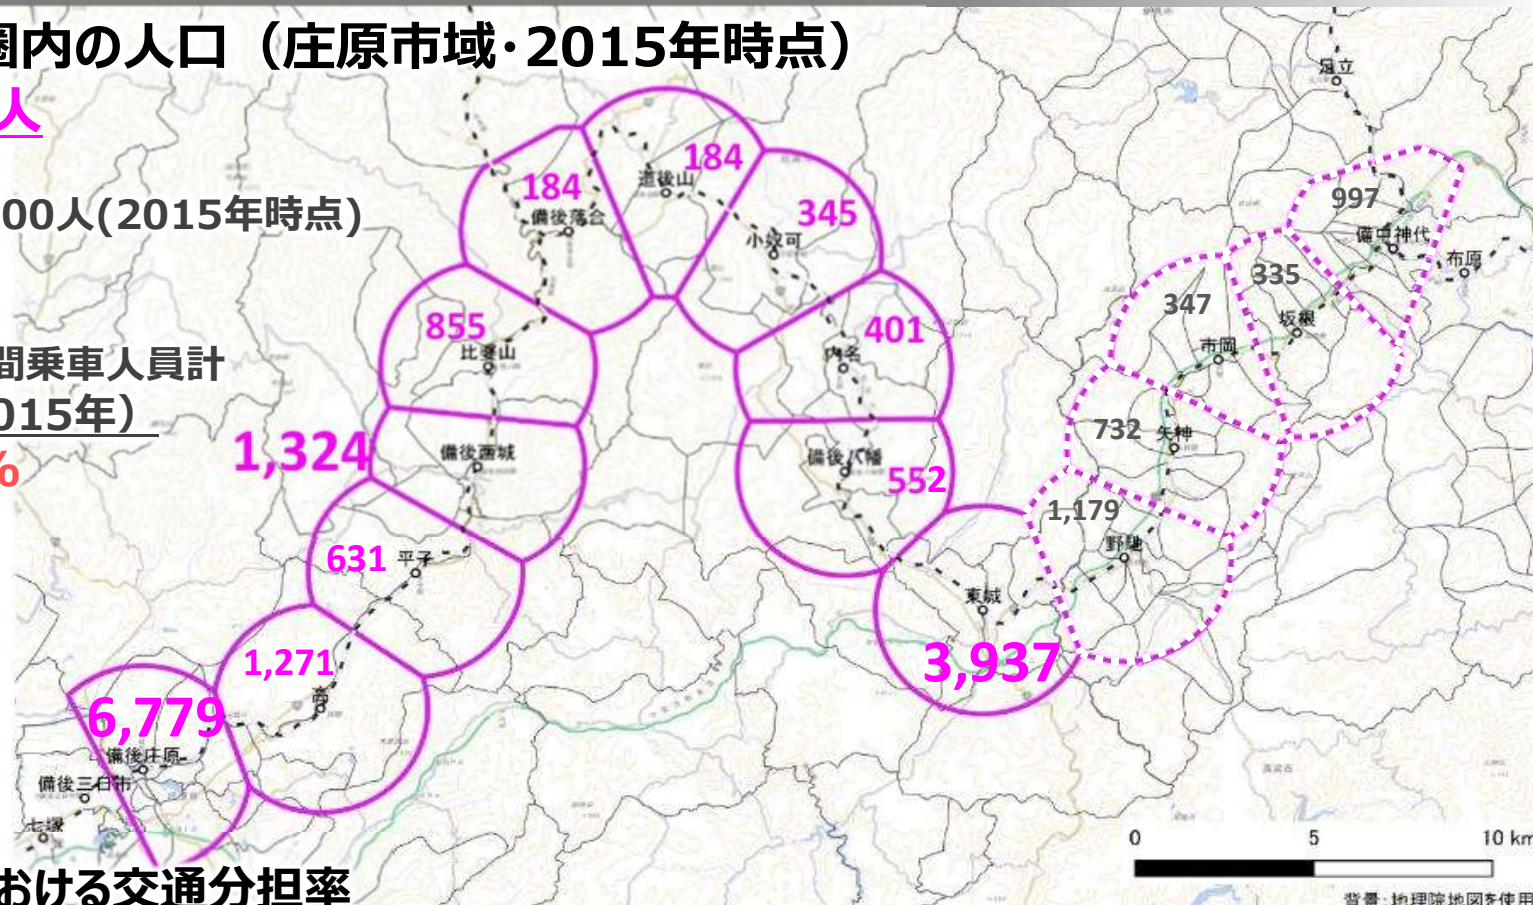 圏内の人口（庄原市域･2015年時点）
人
00人(2015年時点)
間乗車人員計
015年）
%
おける交通分担率
足立
184
道後山
184
備後落合
345
小奴可
997
備中神代
布原
335
坂根
347
市岡
855
比婆山
401
内名
732
矢神
1,324
備後西城
備後八幡
552
1,179
野馳
631
平子
東城
3,937
1,271
高
6,779
備後庄原
備後三日市
七塚
0 5 10 km
背景:地理院地図を使用